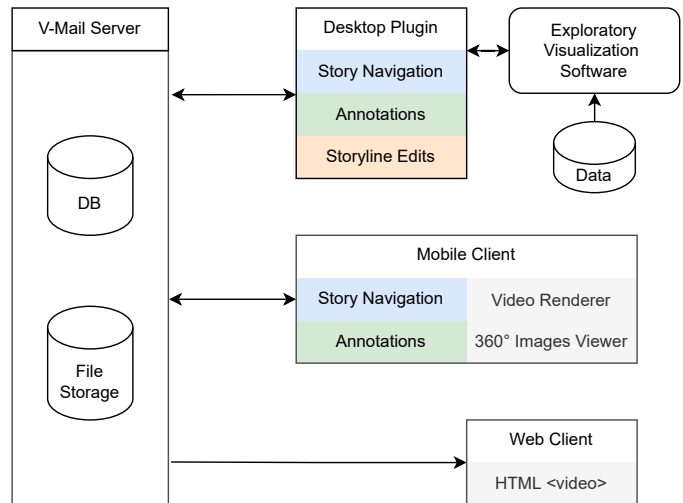 V-Mail Server
DB
File
Storage
Desktop Plugin
Story Navigation
Annotations
Storyline Edits
Exploratory
Visualization
Software
Data
Mobile Client
Story Navigation
Video Renderer
Annotations
360° Images Viewer
Web Client
HTML <video>